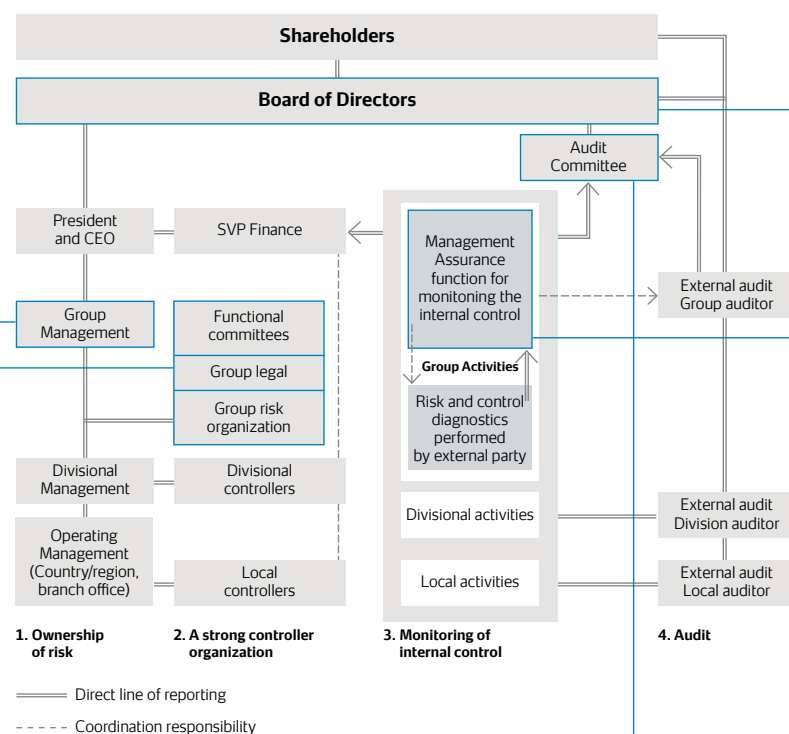 Shareholders
Board of Directors
Audit
Committee
President
and CEO
SVP Finance
Management
Assurance
function for
monitoning the
internal control
External audit
Group auditor
Group
Management
Functional
committees
Group legal
Group risk
organization
Group Activities
Risk and control
diagnostics
performed
by external party
Divisional
Management
Divisional
controllers
Divisional activities
External audit
Division auditor
Operating
Management
(Country/region,
branch office)
Local
controllers
Local activities
External audit
Local auditor
1. Ownership
of risk
2. A strong controller
organization
3. Monitoring of
internal control
4. Audit
Direct line of reporting
Coordination responsibility